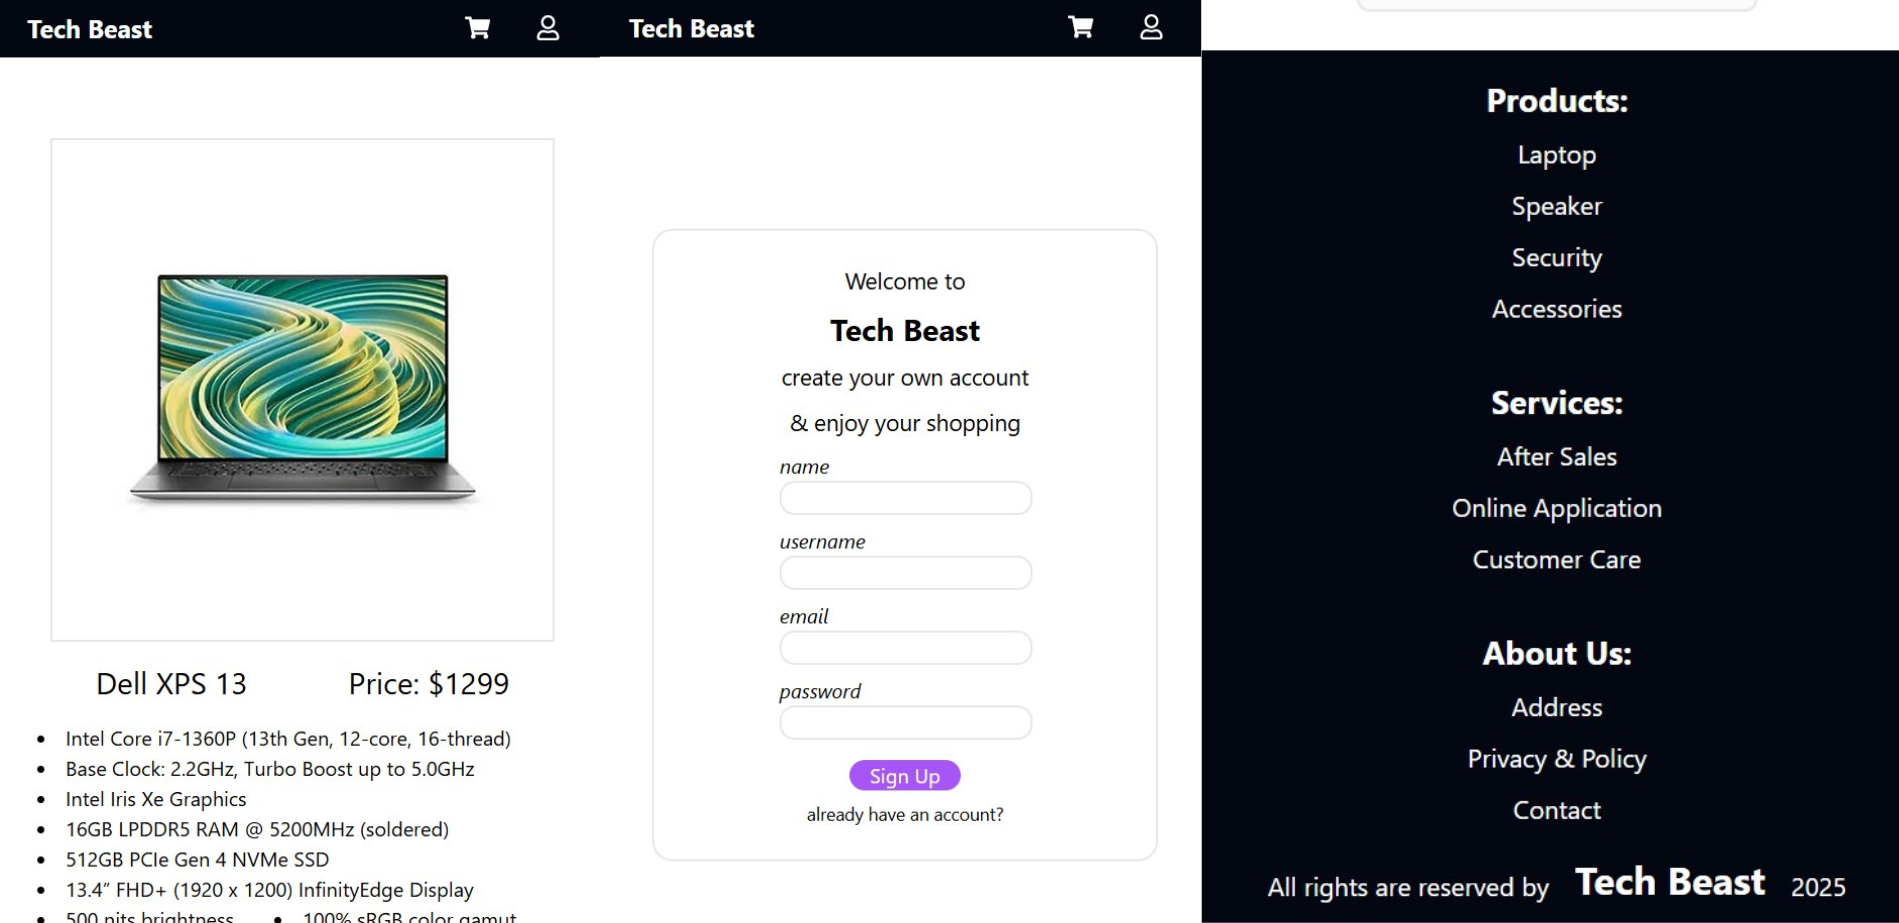 Tech Beast
Dell XPS 13 Price: $1299
• Intel Core i7-1360P (13th Gen, 12-core, 16-thread)
• Base Clock: 2.2GHz, Turbo Boost up to 5.0GHz
• Intel Iris Xe Graphics
• 16GB LPDDR5 RAM @ 5200MHz (soldered)
• 512GB PCIe Gen 4 NVMe SSD
• 13.4” FHD+ (1920 x 1200) InfinityEdge Display
• 500 nits brightness • 100% sRGB color gamut
Tech Beast
Welcome to
Tech Beast
create your own account
& enjoy your shopping
name
username
email
password
Sign Up
already have an account?
Products:
Laptop
Speaker
Security
Accessories
Services:
After Sales
Online Application
Customer Care
About Us:
Address
Privacy & Policy
Contact
All rights are reserved by Tech Beast 2025